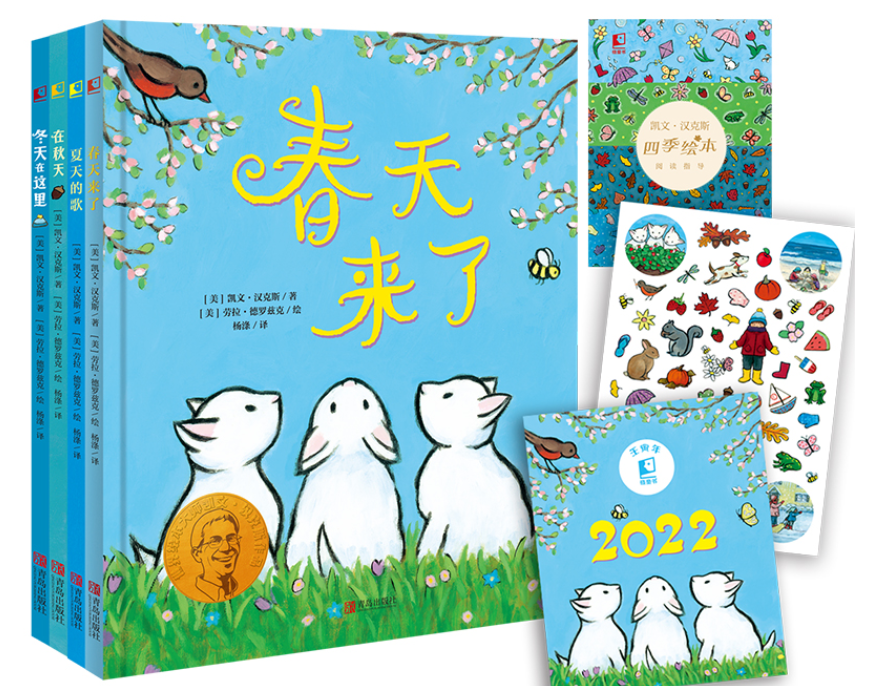 冬天在这里
[美]凯文·汉克斯/著 [美]劳拉·德罗兹克/绘 杨涤/译
青岛出版社
在秋天
[美]凯文·汉克斯/著 [美]劳拉·德罗兹克/绘 杨涤/译
青岛出版社
夏天的歌
[美]凯文·汉克斯/著 [美]劳拉·德罗兹克/绘 杨涤/译
青岛出版社
春天来了
[美]凯文·汉克斯/著 [美]劳拉·德罗兹克/绘 杨涤/译
青岛出版社
春天
来了
[美]凯文·汉克斯/著
[美]劳拉·德罗兹克/绘
杨涤/译
青岛出版社
凯文·汉克斯
四季绘本
阅读指导
壬寅年
2022